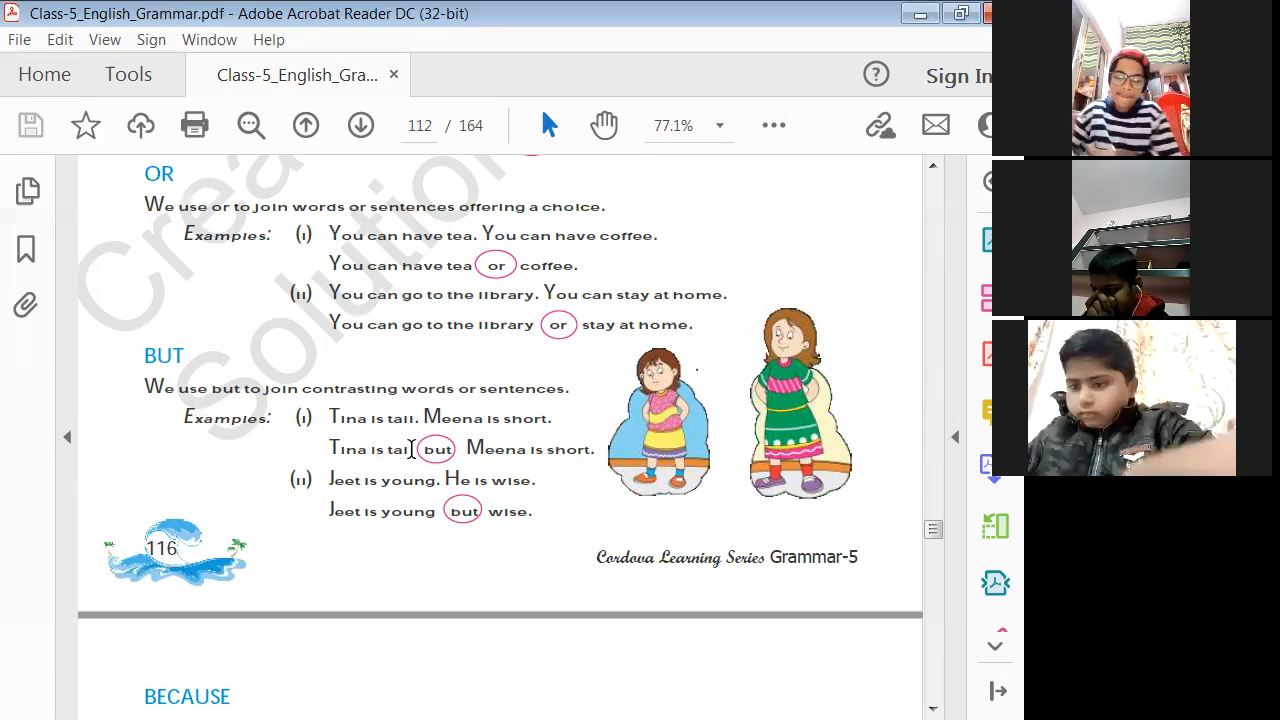 Class-5_English_Grammar.pdf - Adobe Acrobat Reader DC (32-bit)
File Edit View Sign Window Help
Home Tools Class-5_English_Gra... × Sign In
112 / 164 77.1%
OR
We use or to join words or sentences offering a choice.
Examples: (i) You can have tea. You can have coffee.
You can have tea or coffee.
(ii) You can go to the library. You can stay at home.
You can go to the library or stay at home.
BUT
We use but to join contrasting words or sentences.
Examples: (i) Tina is tall. Meena is short.
Tina is tall but Meena is short.
(ii) Jeet is young. He is wise.
Jeet is young but wise.
116
Cordova Learning Series Grammar-5
BECAUSE
Crea
Solution